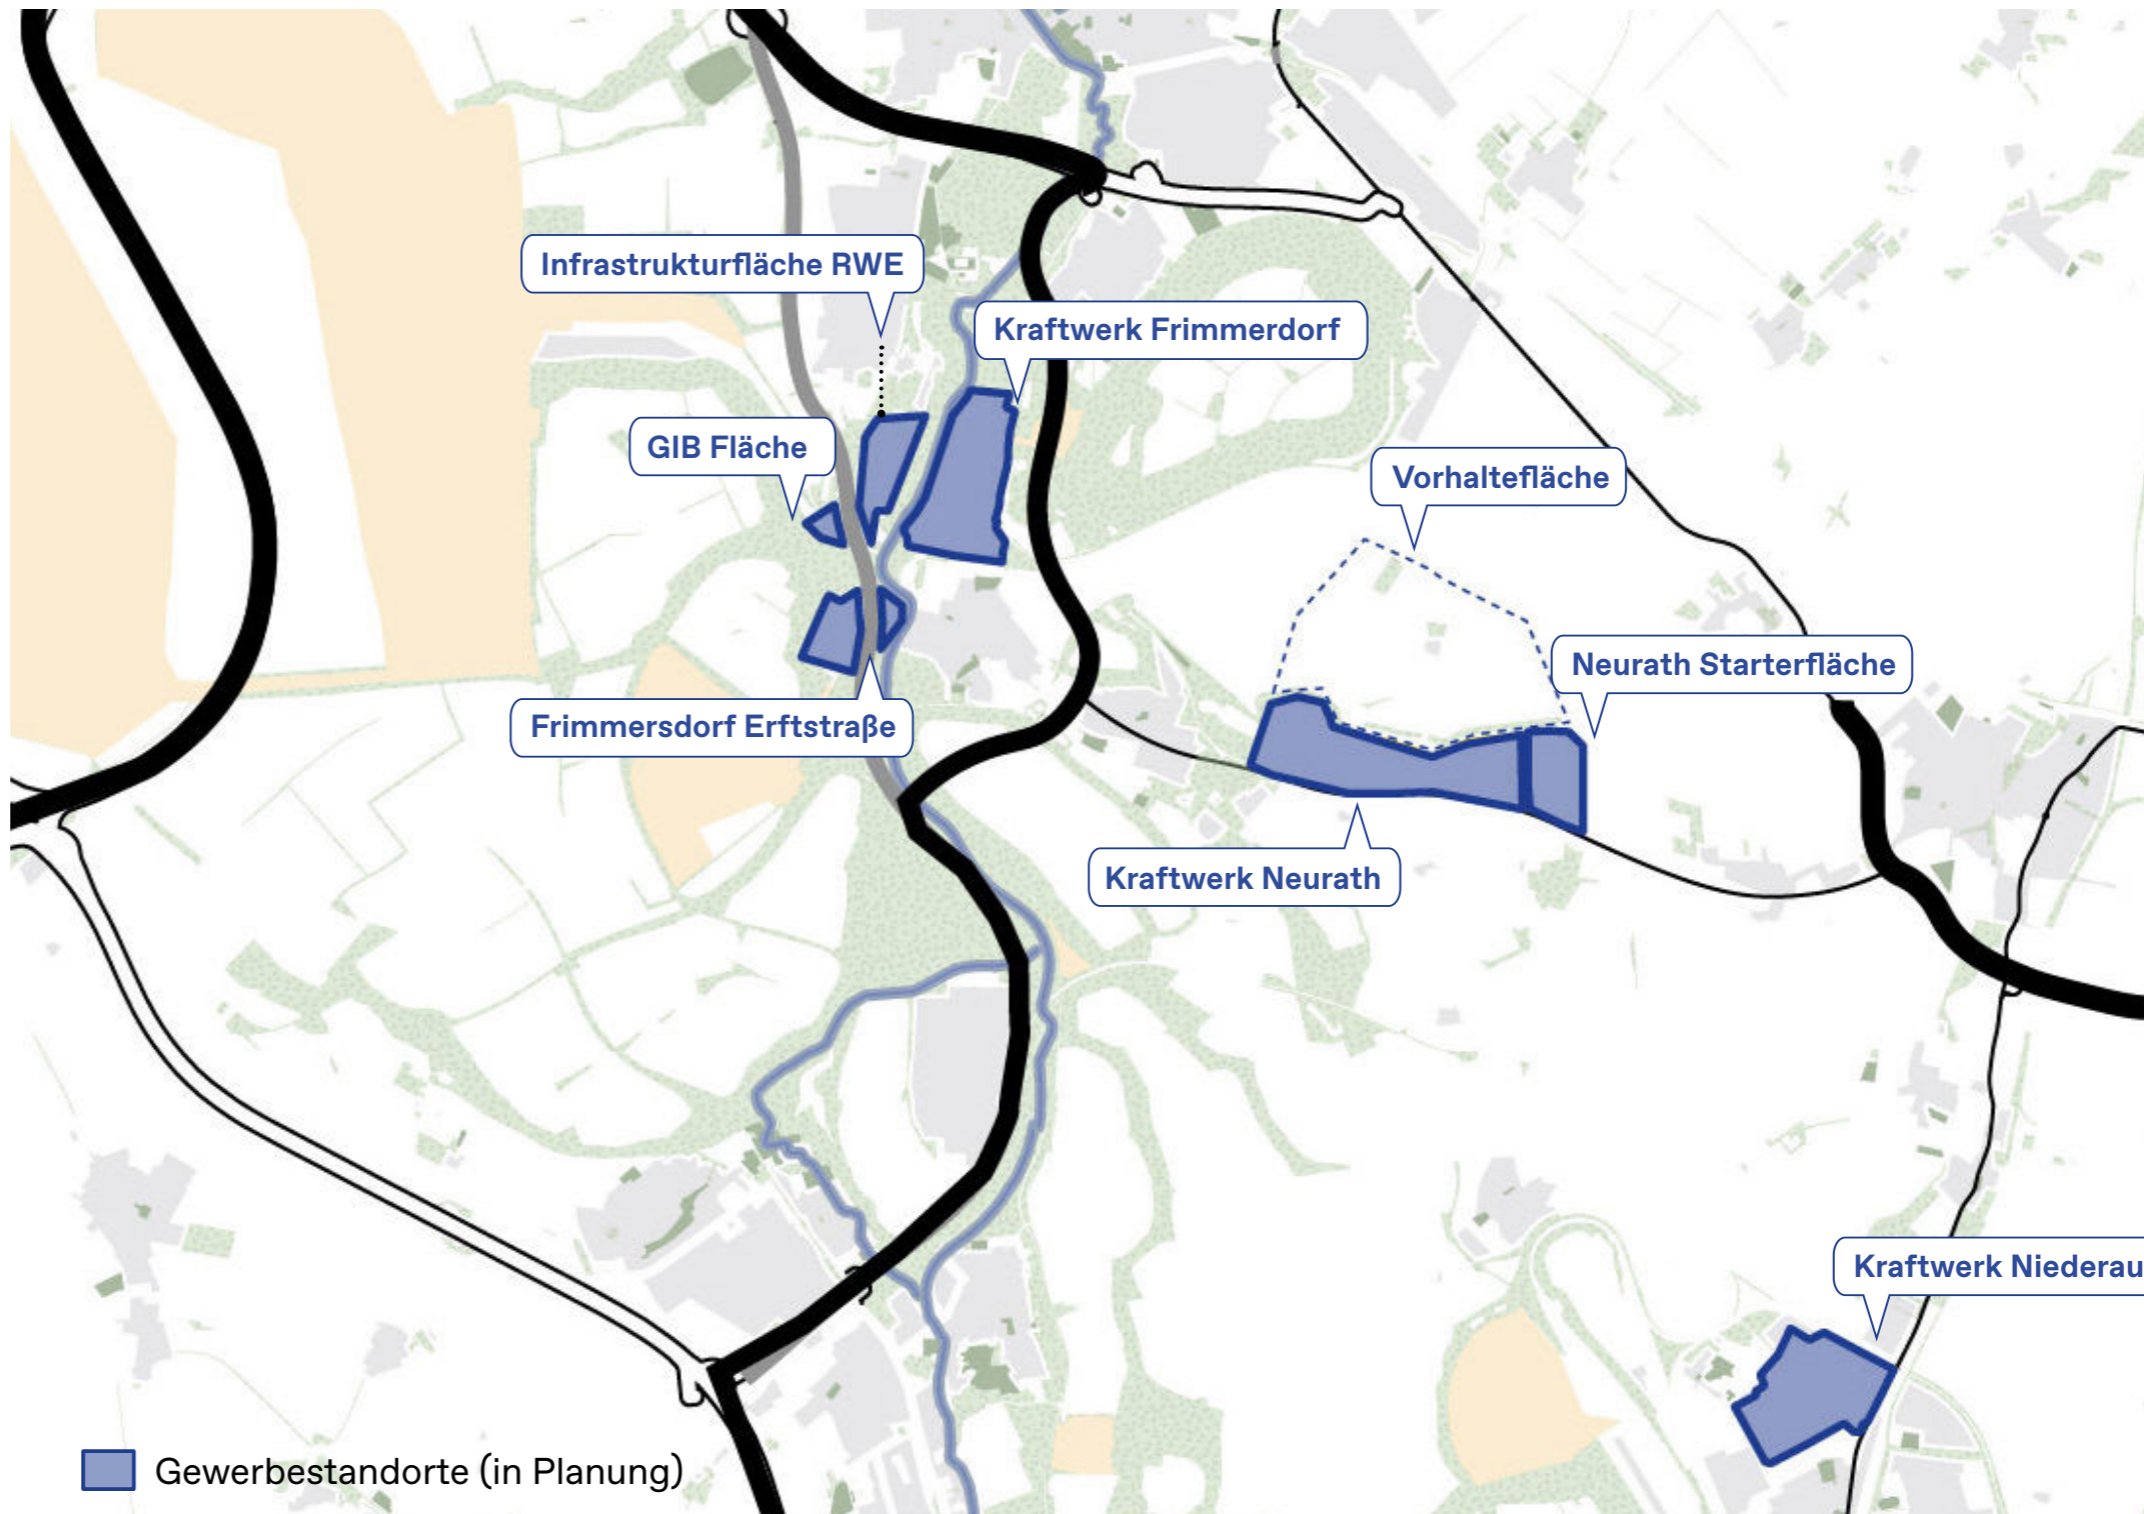 Infrastrukturfläche RWE
Kraftwerk Frimmerdorf
GIB Fläche
Vorhaltefläche
Neurath Starterfläche
Frimmersdorf Erftstraße
Kraftwerk Neurath
Kraftwerk Niederau
Gewerbestandorte (in Planung)